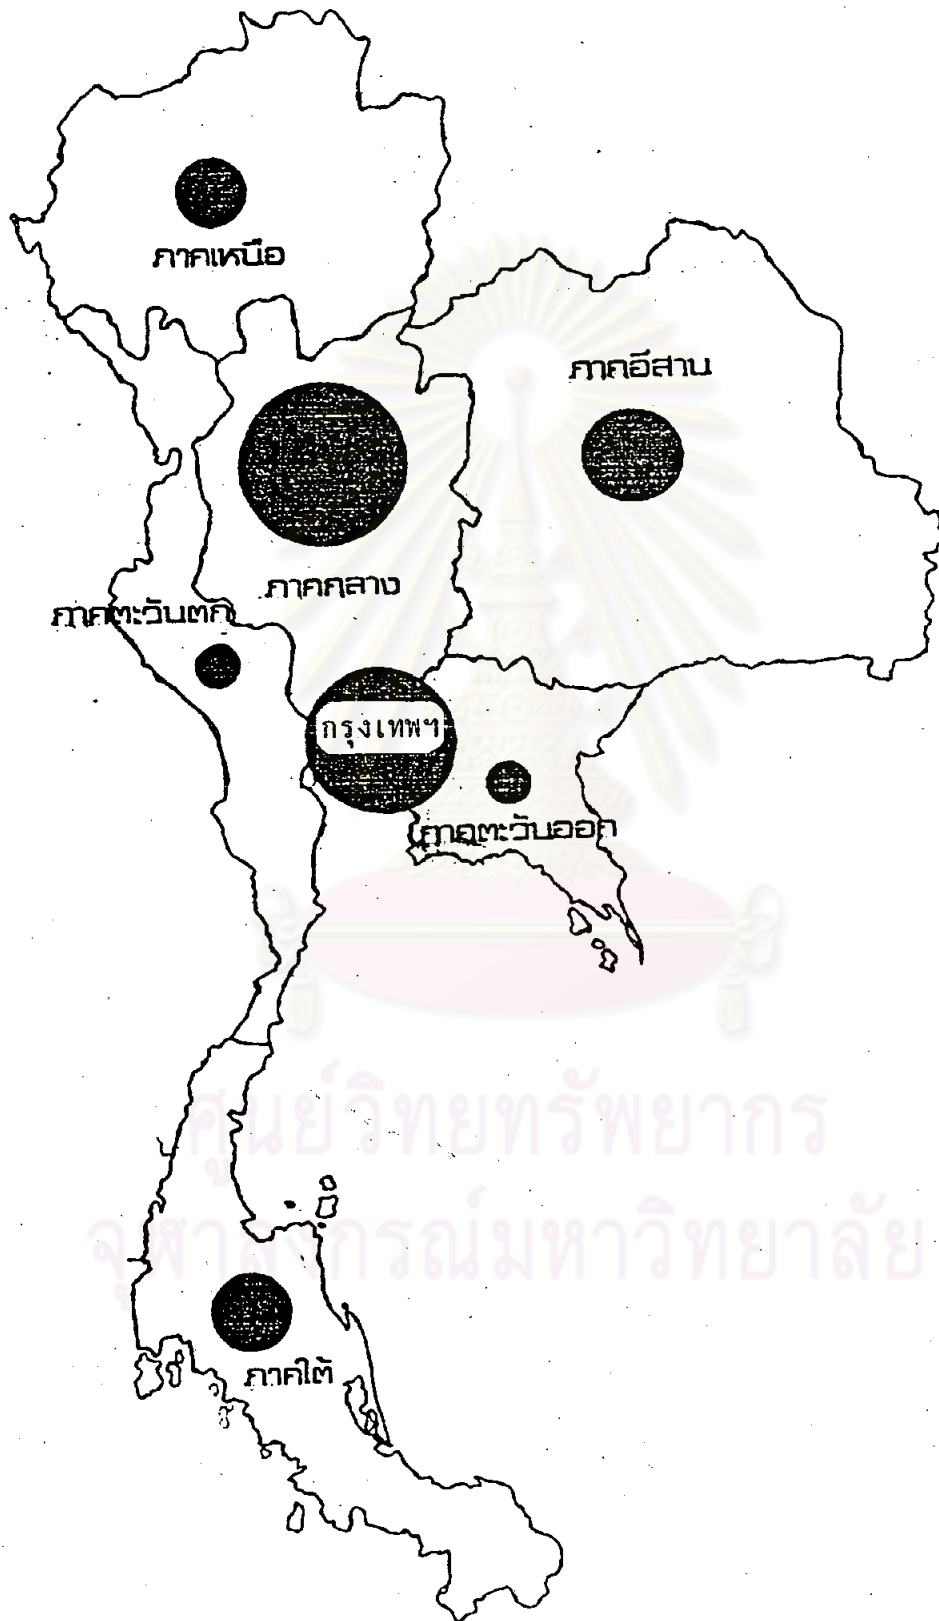 ภาคเหนือ
ภาคอีสาน
ภาคกลาง
ภาคตะวันตก
กรุงเทพฯ
ภาคตะวันออก
ศูนย์วิทยทรัพยากร
จุฬาลงกรณ์มหาวิทยาลัย
ภาคใต้